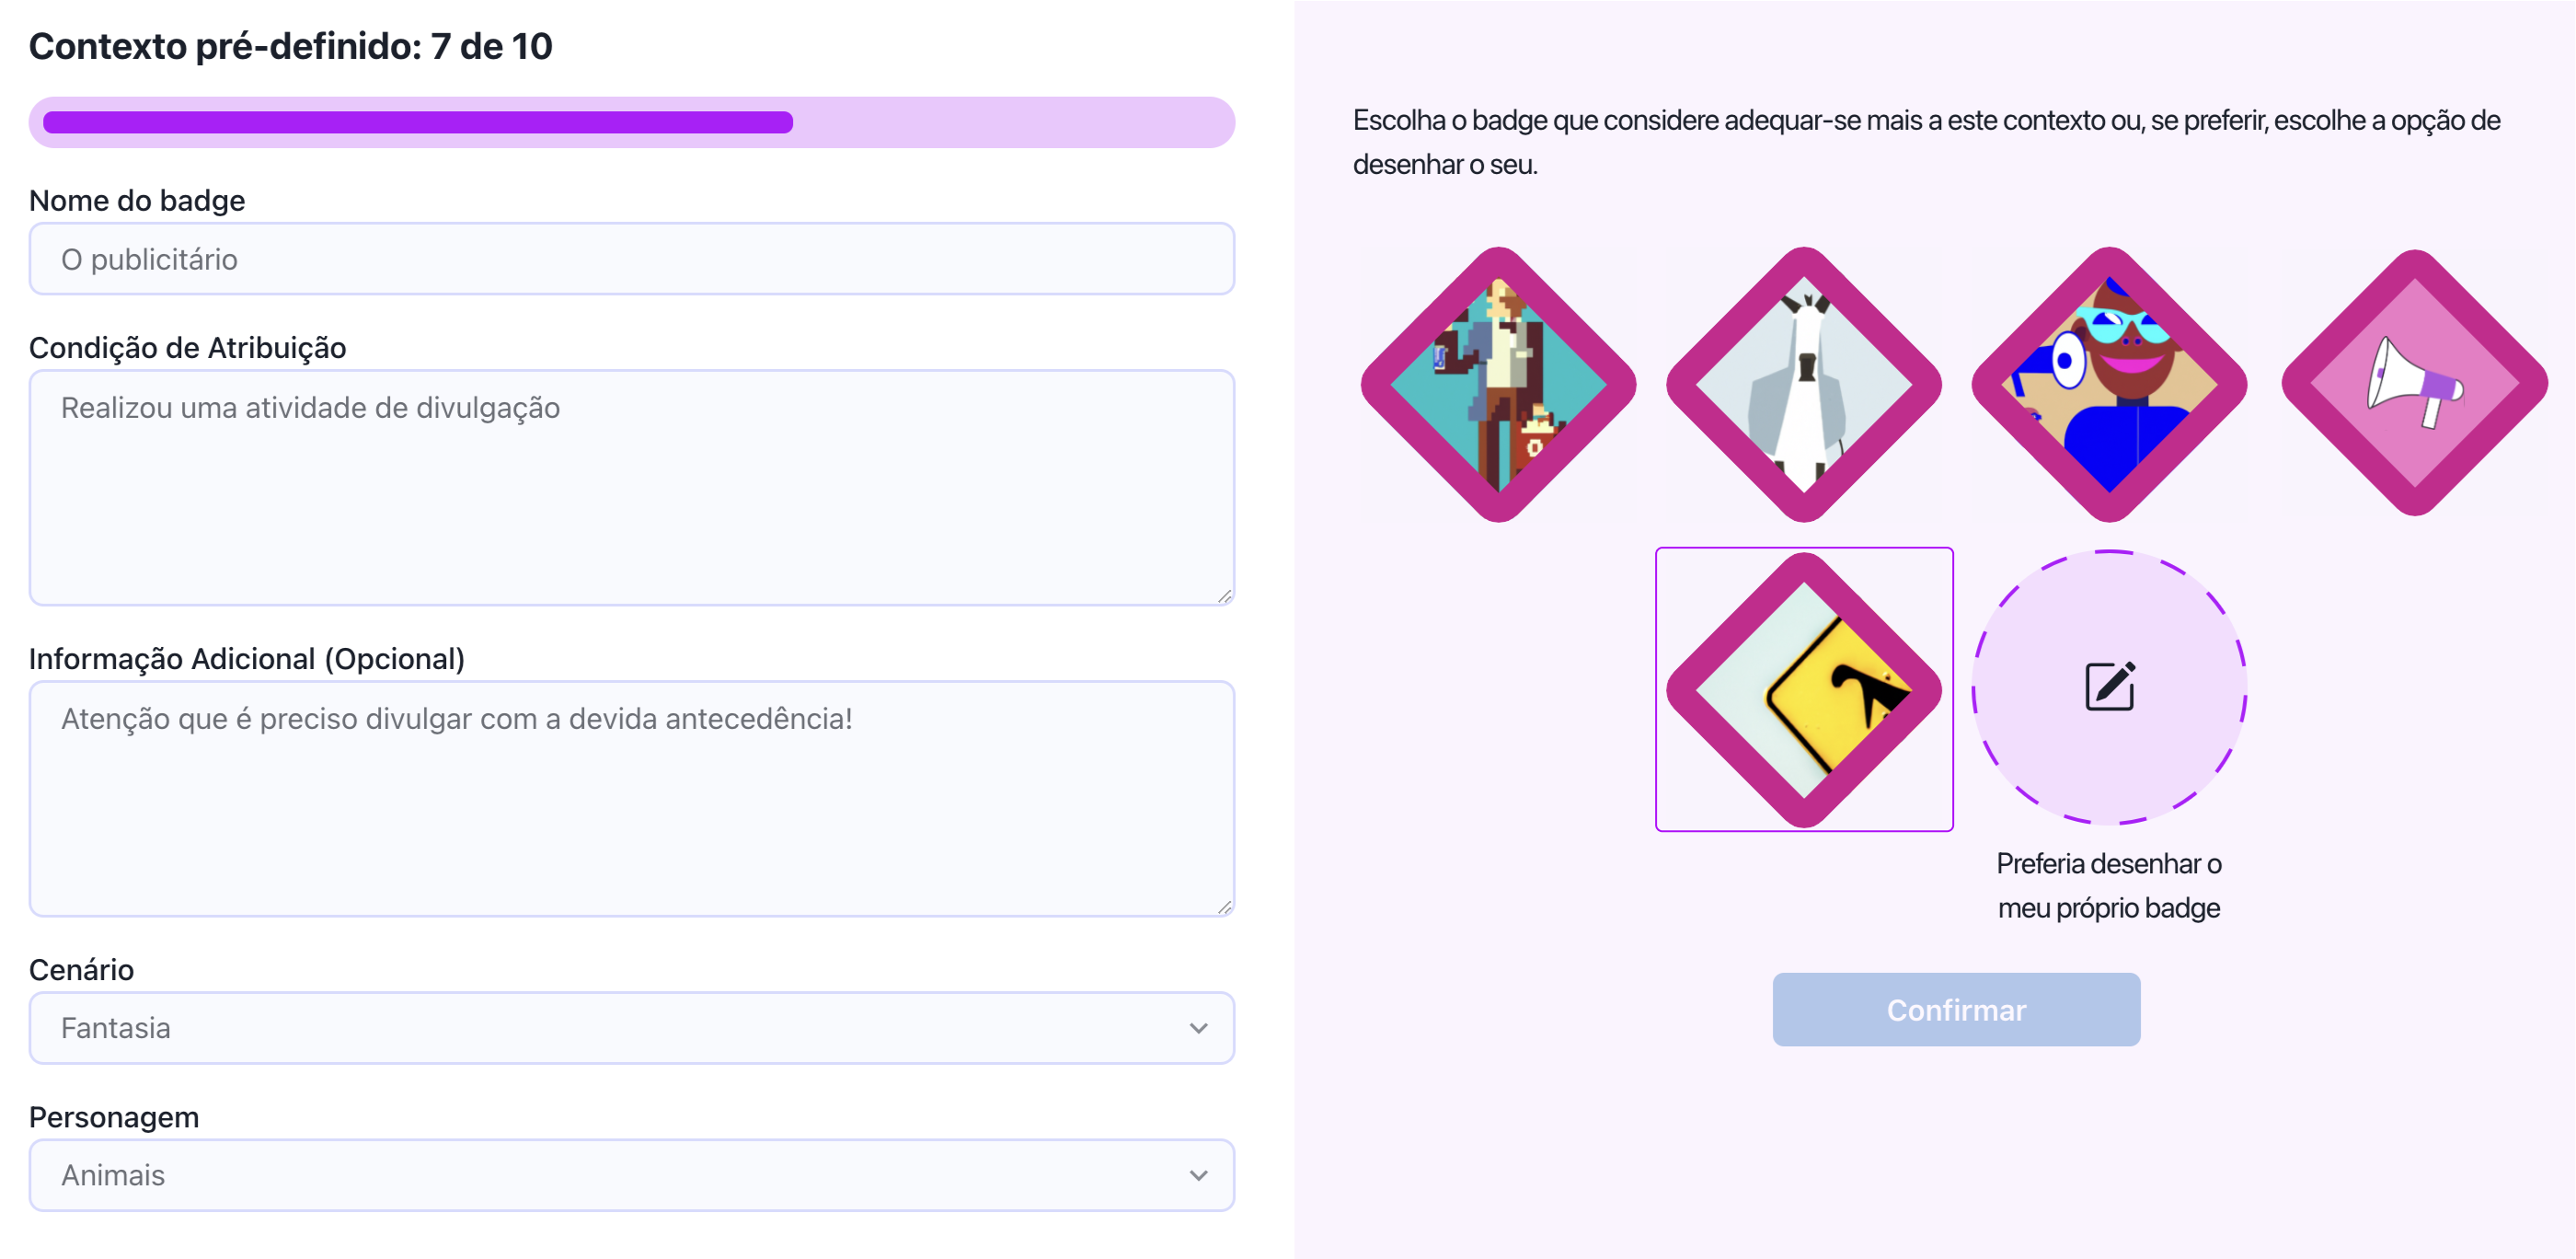 Contexto pré-definido: 7 de 10
Nome do badge
O publicitário
Condição de Atribuição
Realizou uma atividade de divulgação
Informação Adicional (Opcional)
Atenção que é preciso divulgar com a devida antecedência!
Cenário
Fantasia
Personagem
Animais
Escolha o badge que considere adequar-se mais a este contexto ou, se preferir, escolhe a opção de
desenhar o seu.
Preferia desenhar o
meu próprio badge
Confirmar